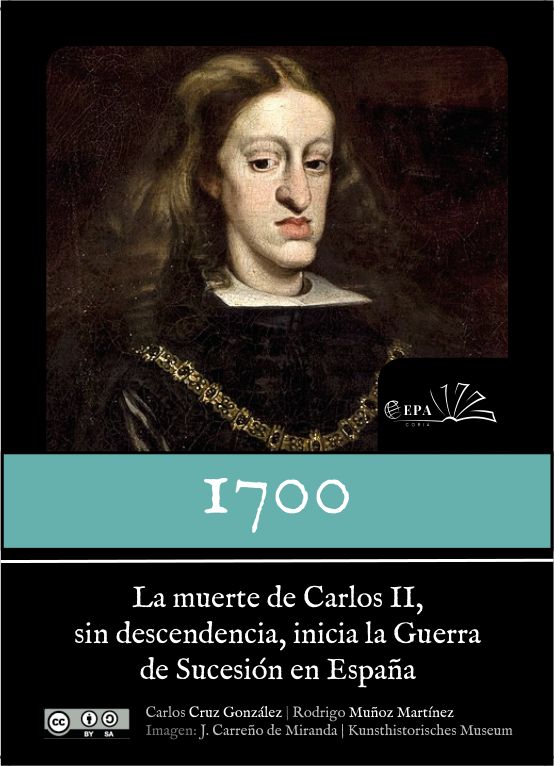 EPA
CORIA
1700
La muerte de Carlos II,
sin descendencia, inicia la Guerra
de Sucesión en España
Carlos Cruz González | Rodrigo Muñoz Martínez
Imagen: J. Carreño de Miranda | Kunsthistorisches Museum
cc
BY SA